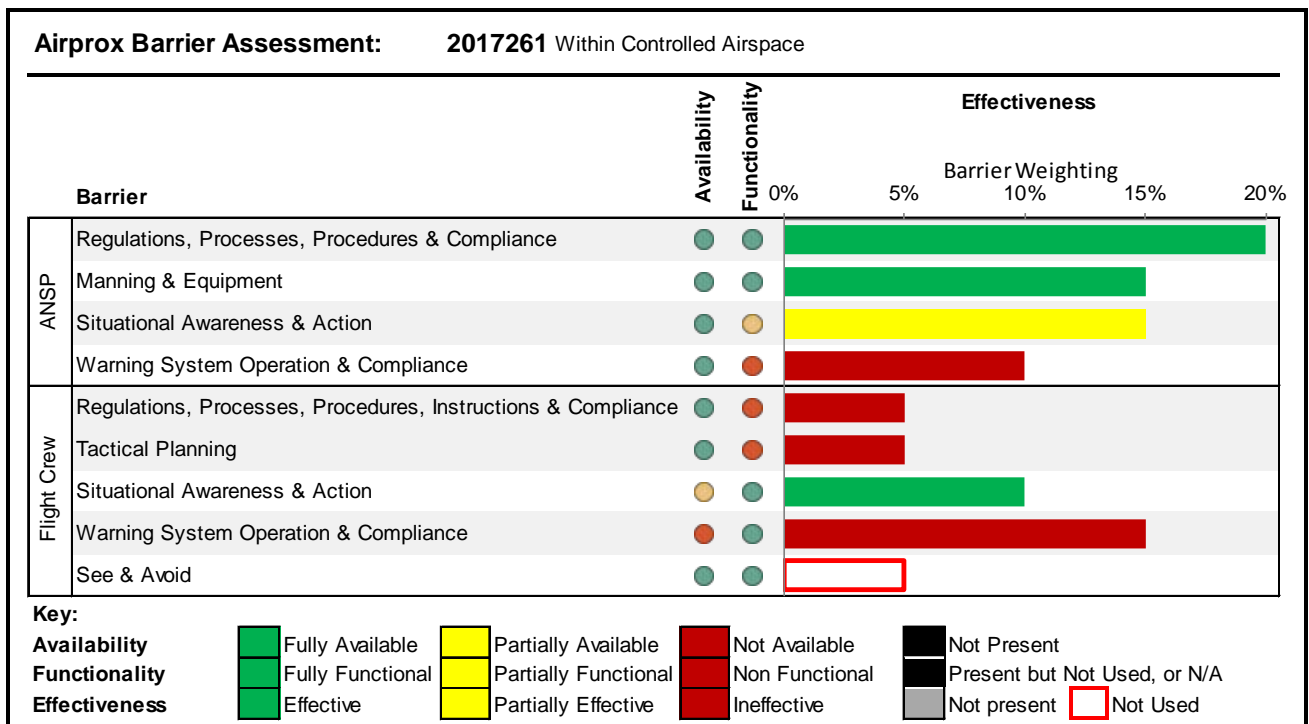 Airprox Barrier Assessment: 2017261 Within Controlled Airspace
Availability
Functionality
Effectiveness
Barrier Weighting
Barrier
0% 5% 10% 15% 20%
ANSP
Regulations, Processes, Procedures & Compliance
Manning & Equipment
Situational Awareness & Action
Warning System Operation & Compliance
Flight Crew
Regulations, Processes, Procedures, Instructions & Compliance
Tactical Planning
Situational Awareness & Action
Warning System Operation & Compliance
See & Avoid
Key:
Availability Fully Available Partially Available Not Available Not Present
Functionality Fully Functional Partially Functional Non Functional Present but Not Used, or N/A
Effectiveness Effective Partially Effective Ineffective Not present Not Used